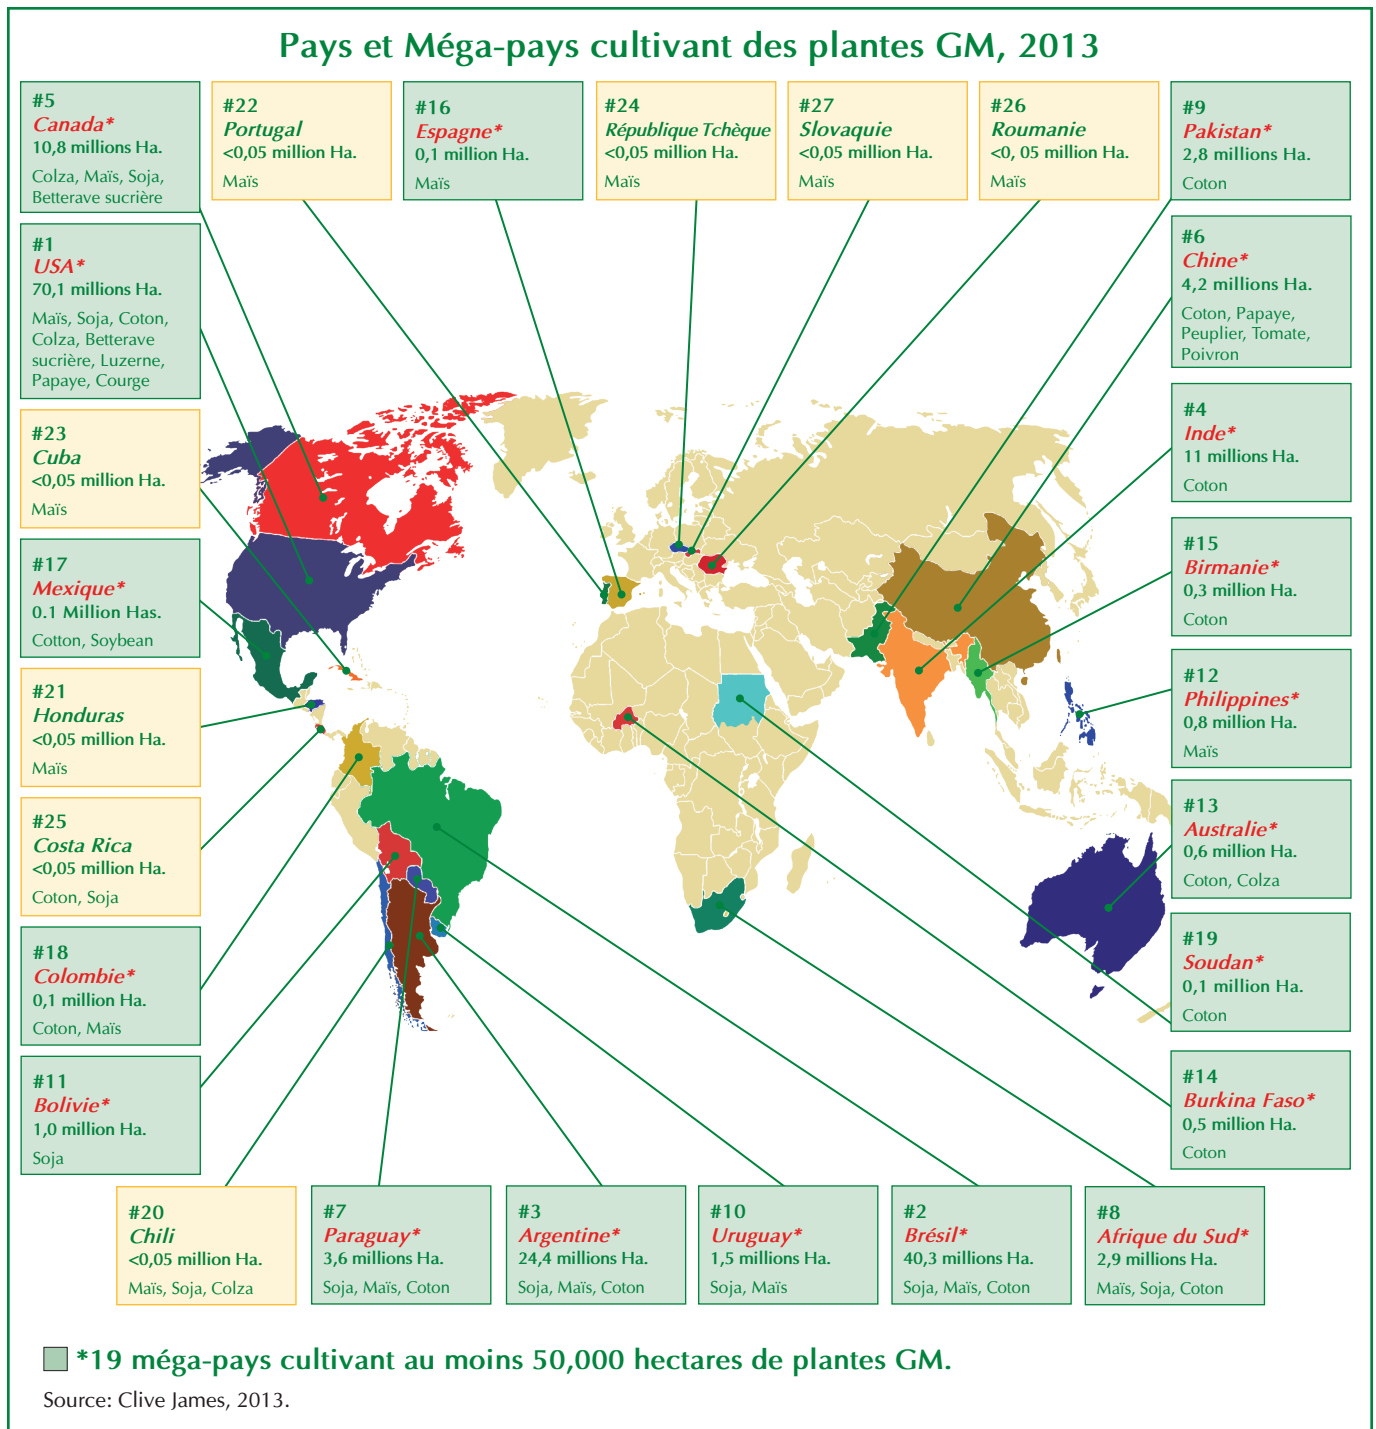 Pays et Méga-pays cultivant des plantes GM, 2013
#5
Canada*
10,8 millions Ha.
Colza, Maïs, Soja,
Betterave sucrière
#22
Portugal
<0,05 million Ha.
Maïs
#16
Espagne*
0,1 million Ha.
Maïs
#24
République Tchèque
<0,05 million Ha.
Maïs
#27
Slovaquie
<0,05 million Ha.
Maïs
#26
Roumanie
<0, 05 million Ha.
Maïs
#9
Pakistan*
2,8 millions Ha.
Coton
#1
USA*
70,1 millions Ha.
Maïs, Soja, Coton,
Colza, Betterave
sucrière, Luzerne,
Papaye, Courge
#6
Chine*
4,2 millions Ha.
Coton, Papaye,
Peuplier, Tomate,
Poivron
#23
Cuba
<0,05 million Ha.
Maïs
#4
Inde*
11 millions Ha.
Coton
#17
Mexique*
0.1 Million Has.
Cotton, Soybean
#15
Birmanie*
0,3 million Ha.
Coton
#21
Honduras
<0,05 million Ha.
Maïs
#12
Philippines*
0,8 million Ha.
Maïs
#25
Costa Rica
<0,05 million Ha.
Coton, Soja
#13
Australie*
0,6 million Ha.
Coton, Colza
#18
Colombie*
0,1 million Ha.
Coton, Maïs
#19
Soudan*
0,1 million Ha.
Coton
#11
Bolivie*
1,0 million Ha.
Soja
#14
Burkina Faso*
0,5 million Ha.
Coton
#20
Chili
<0,05 million Ha.
Maïs, Soja, Colza
#7
Paraguay*
3,6 millions Ha.
Soja, Maïs, Coton
#3
Argentine*
24,4 millions Ha.
Soja, Maïs, Coton
#10
Uruguay*
1,5 millions Ha.
Soja, Maïs
#2
Brésil*
40,3 millions Ha.
Soja, Maïs, Coton
#8
Afrique du Sud*
2,9 millions Ha.
Maïs, Soja, Coton
*19 méga-pays cultivant au moins 50,000 hectares de plantes GM.
Source: Clive James, 2013.